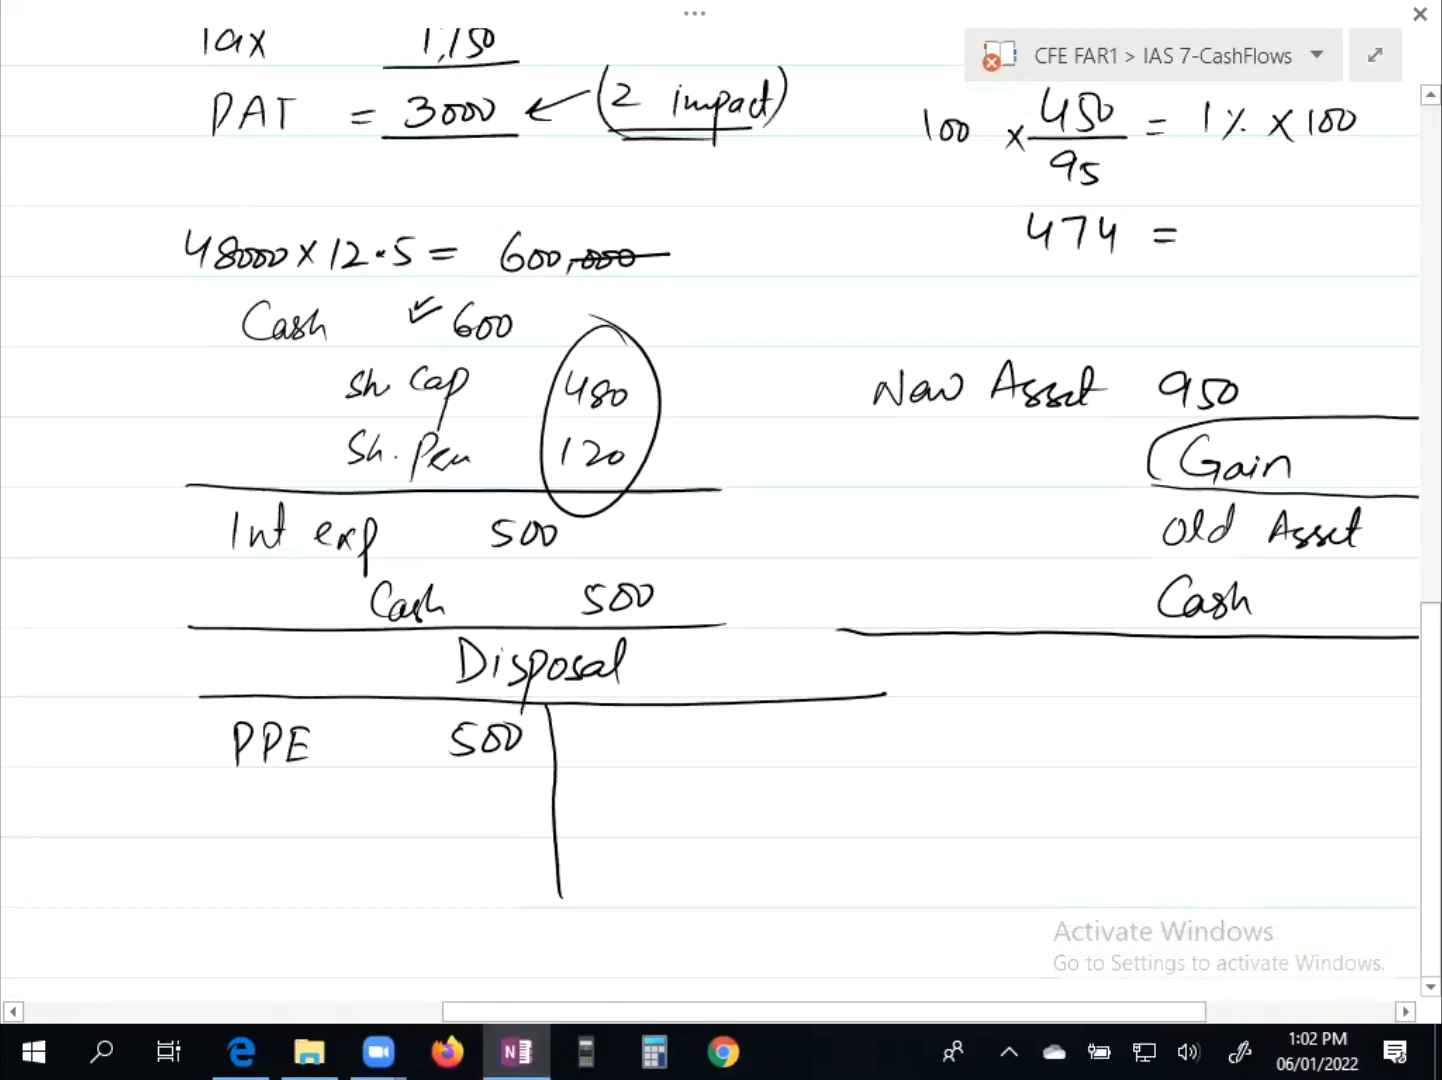 Tax 1,150
CFE FAR1 > IAS 7-CashFlows
PAT = 3000 ← (2 impact)
100 × 450/95 = 1% × 100
474 =
48000 × 12.5 = 600,000
Cash ✓ 600
Sh. Cap 480
Sh. Pem 120
New Asset 950
Gain
Old Asset
Cash
Int exp 500
Cash 500
Disposal
PPE 500
Activate Windows
Go to Settings to activate Windows.
1:02 PM
06/01/2022